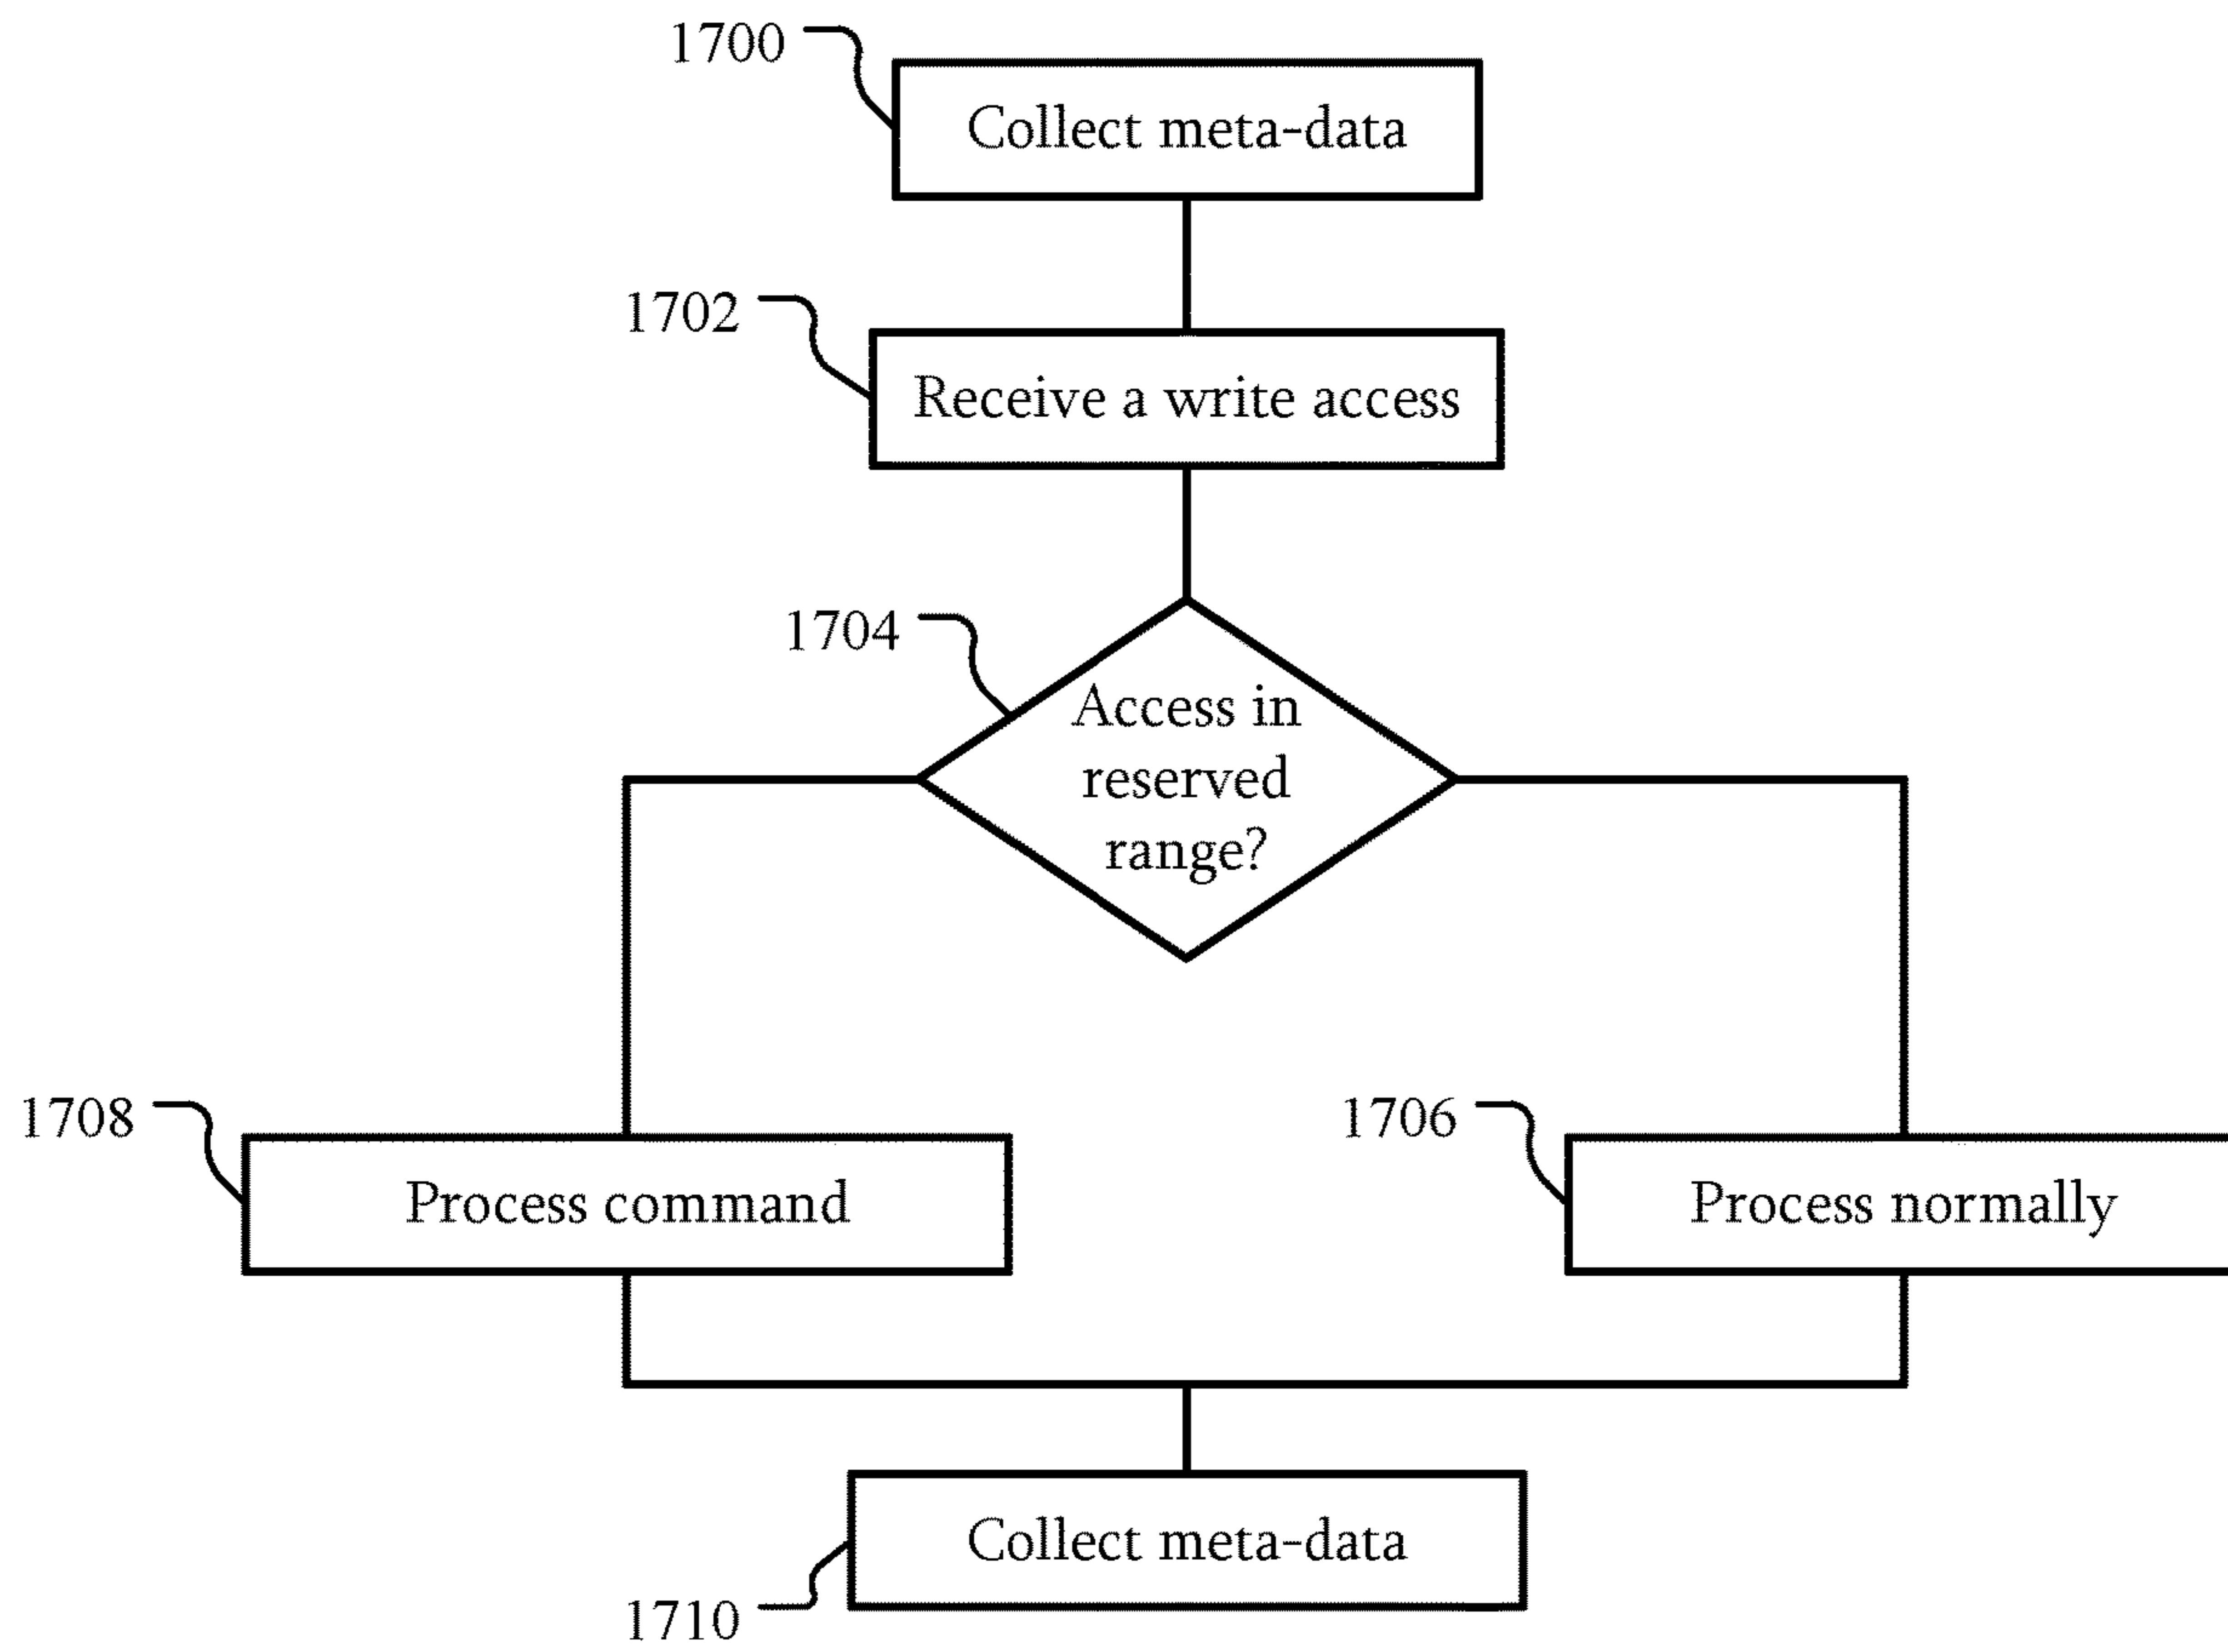 1700
Collect meta-data
1702
Receive a write access
1704
Access in
reserved
range?
1708
Process command
1706
Process normally
Collect meta-data
1710